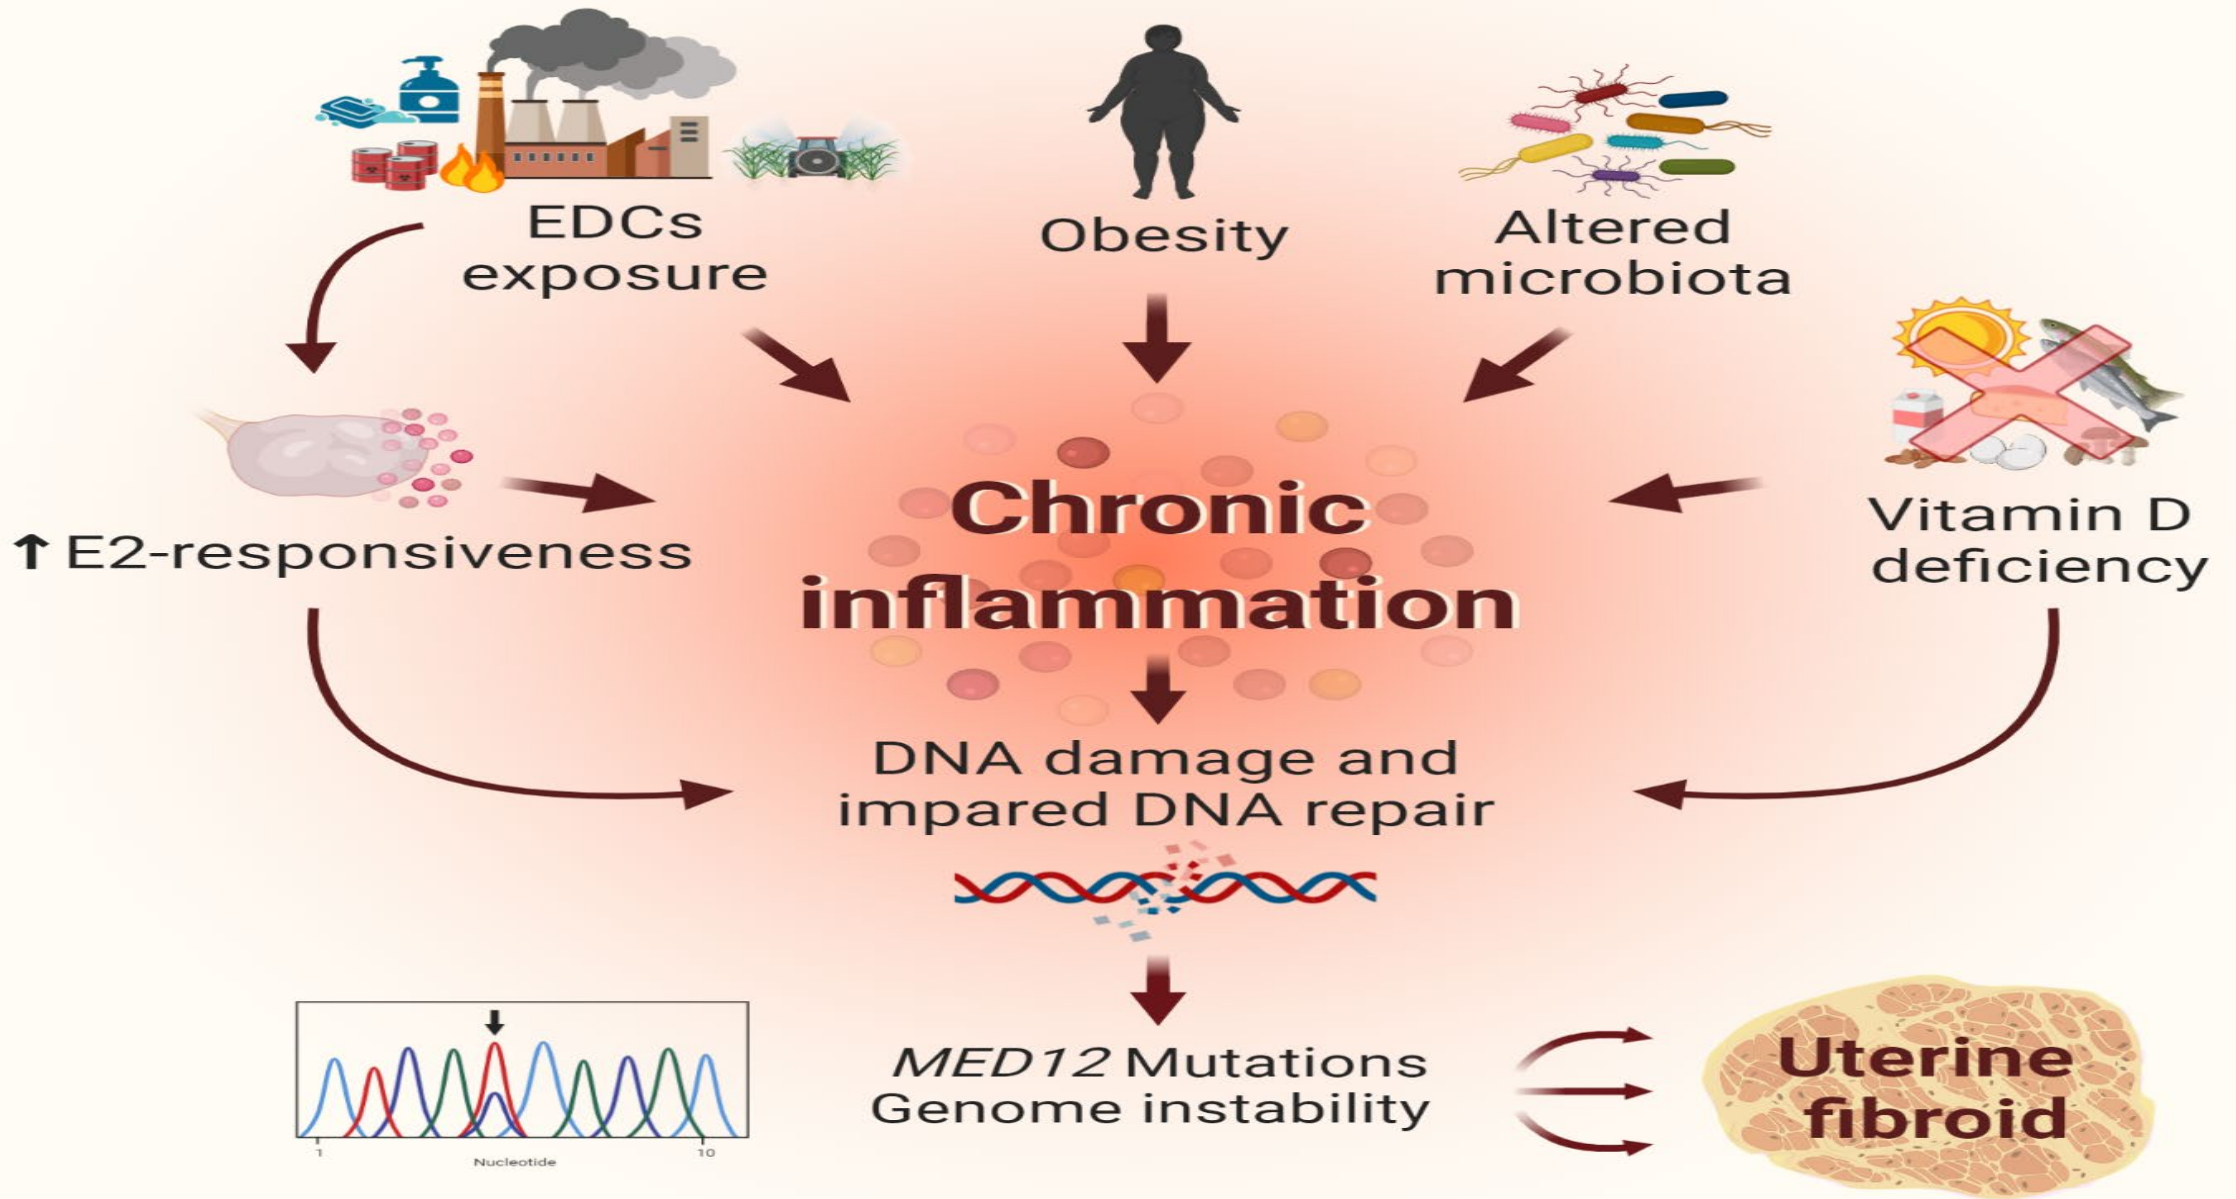 EDCs
exposure
Obesity
Altered
microbiota
↑ E2-responsiveness
Vitamin D
deficiency
Chronic
inflammation
DNA damage and
impared DNA repair
MED12 Mutations
Genome instability
1
10
Nucleotide
Uterine
fibroid